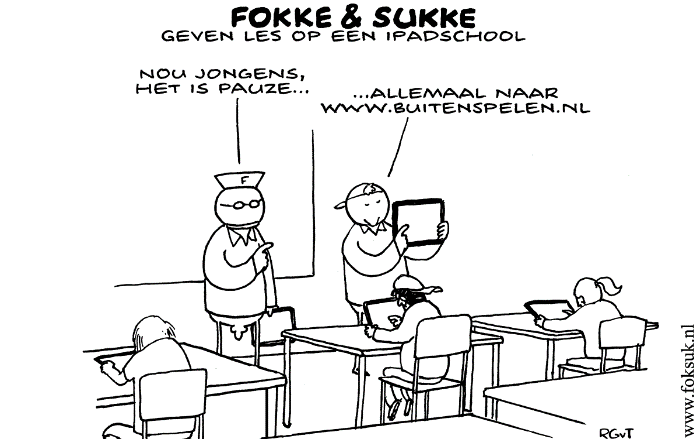 FOKKE & SUKKE
GEVEN LES OP EEN IPADSCHOOL
NOU JONGENS,
HET IS PAUZE...
...ALLEMAAL NAAR
WWW.BUITENSPELEN.NL
F
RGvT
www.foksuk.nl